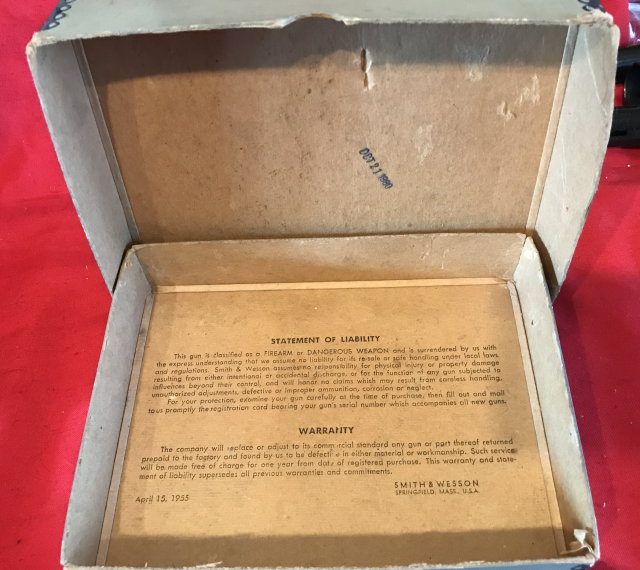 OCT 21 1960
STATEMENT OF LIABILITY
This gun is classified as a FIREARM or DANGEROUS WEAPON and is surrendered by us with
the express understanding that we assume no liability for its resale or safe handling under local laws
and regulations. Smith & Wesson assumes no responsibility for physical injury or property damage
resulting from either intentional or accidental discharge, or for the function of any gun subjected to
influences beyond their control, and will honor no claims which may result from careless handling,
unauthorized adjustments, defective or improper ammunition, corrosion or neglect.
For your protection, examine your gun carefully at the time of purchase, then fill out and mail
to us promptly the registration card bearing your gun's serial number which accompanies all new guns.
WARRANTY
The company will replace or adjust to its commercial standard any gun or part thereof returned
prepaid to the factory and found by us to be defective in either material or workmanship. Such service
will be made free of charge for one year from date of registered purchase. This warranty and state-
ment of liability supersedes all previous warranties and commitments.
April 15, 1955
SMITH & WESSON
SPRINGFIELD, MASS., U.S.A.